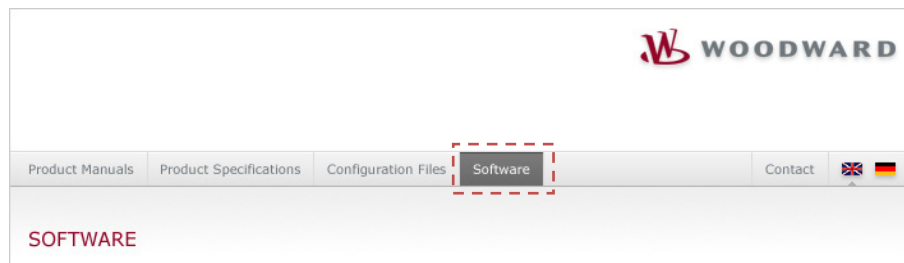 WOODWARD
Product Manuals Product Specifications Configuration Files Software Contact
SOFTWARE